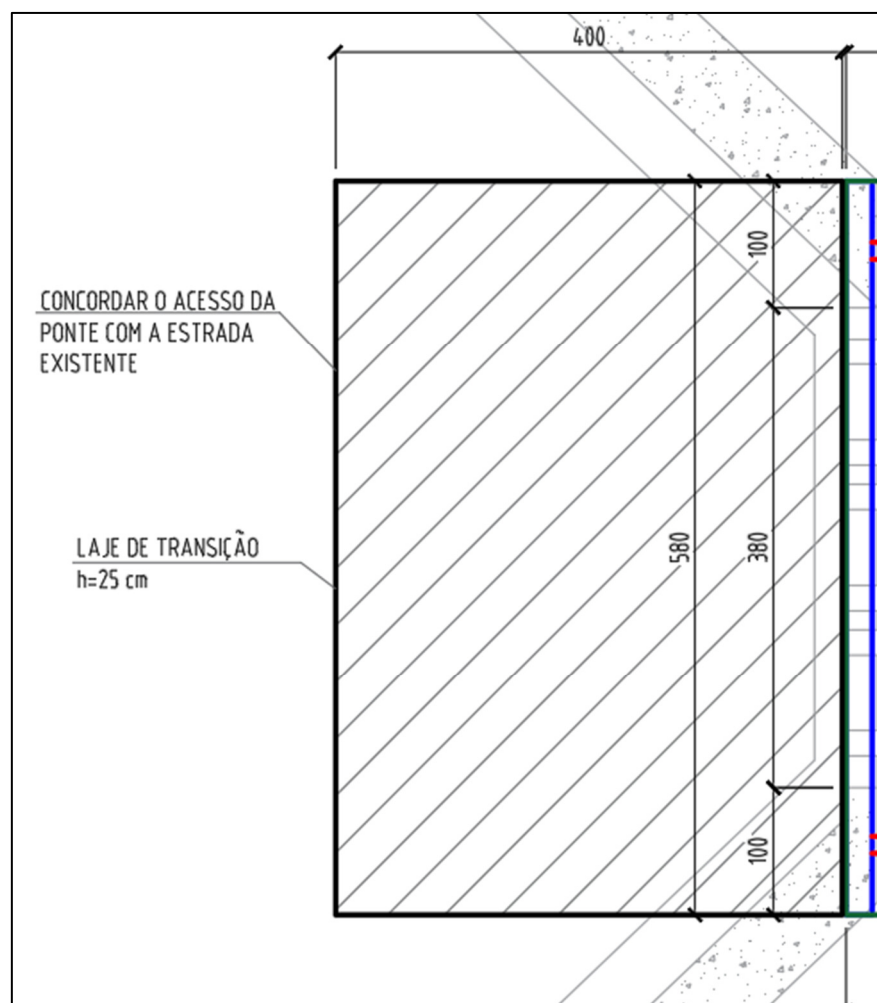 400
100
CONCORDAR O ACESSO DA
PONTE COM A ESTRADA
EXISTENTE
LAJE DE TRANSIÇÃO
h=25 cm
580
380
100